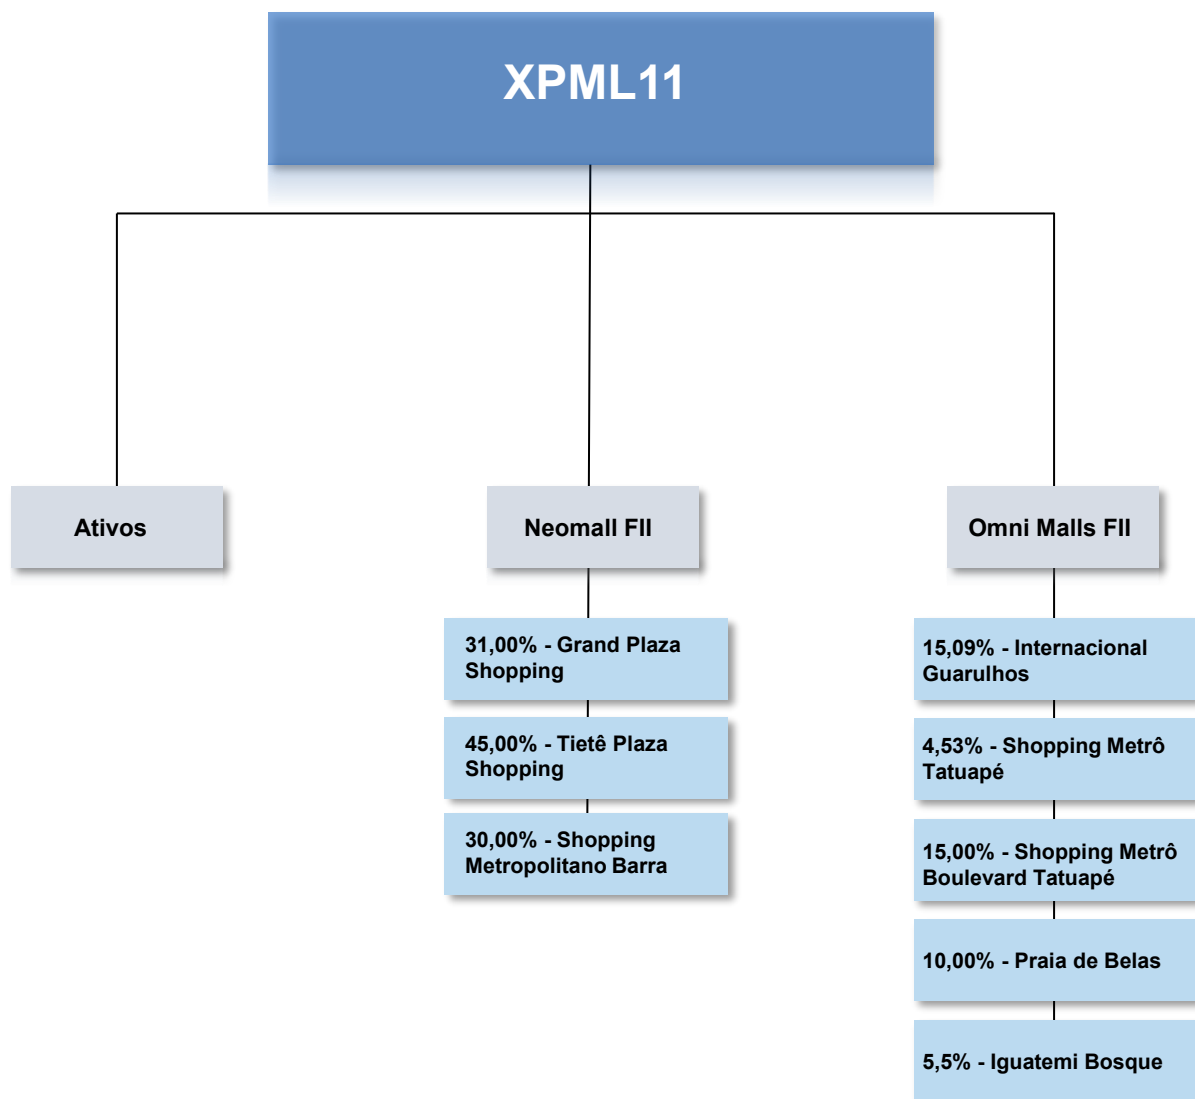 XPML11
Ativos
Neomall FII
Omni Malls FII
31,00% - Grand Plaza
Shopping
45,00% - Tietê Plaza
Shopping
30,00% - Shopping
Metropolitano Barra
15,09% - Internacional
Guarulhos
4,53% - Shopping Metrô
Tatuapé
15,00% - Shopping Metrô
Boulevard Tatuapé
10,00% - Praia de Belas
5,5% - Iguatemi Bosque